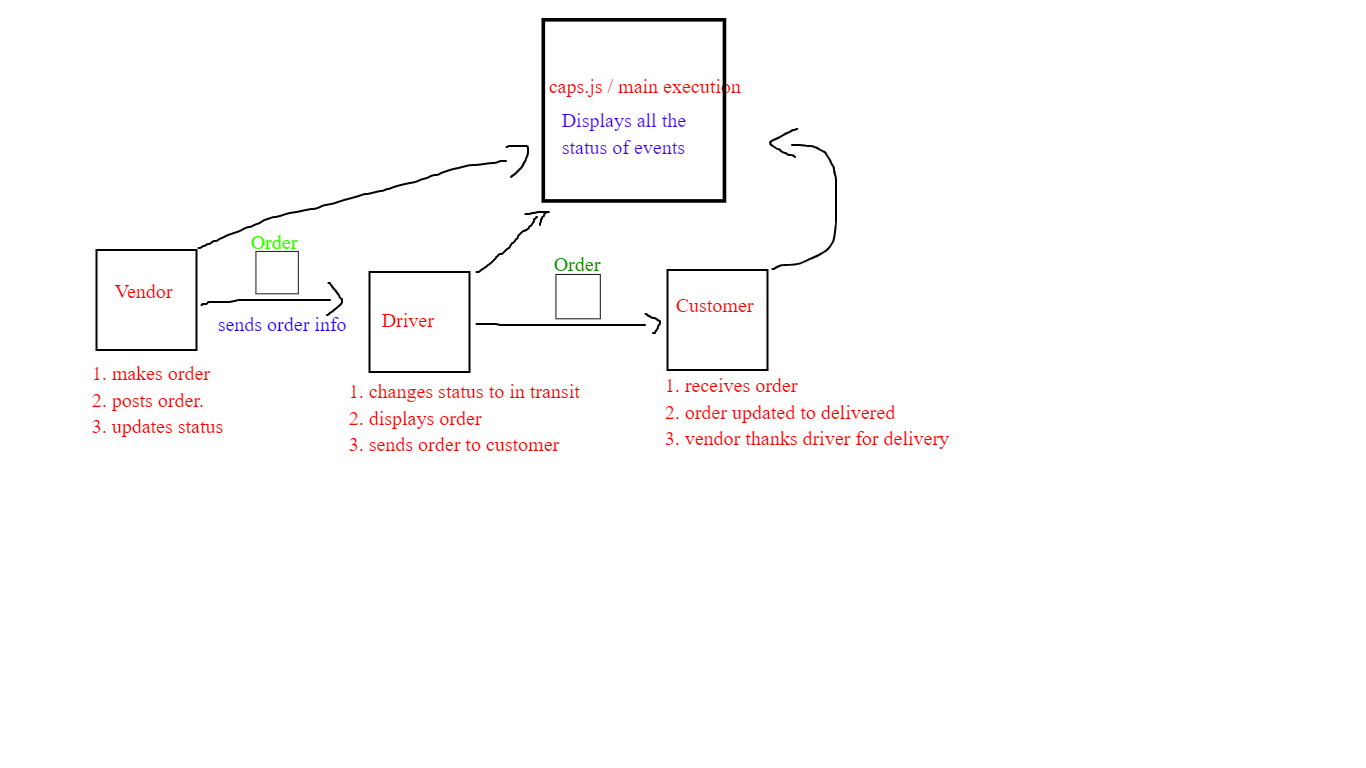 caps.js / main execution
Displays all the
status of events
Order
Vendor
sends order info
Order
Driver
Customer
1. makes order
2. posts order.
3. updates status
1. changes status to in transit
2. displays order
3. sends order to customer
1. receives order
2. order updated to delivered
3. vendor thanks driver for delivery